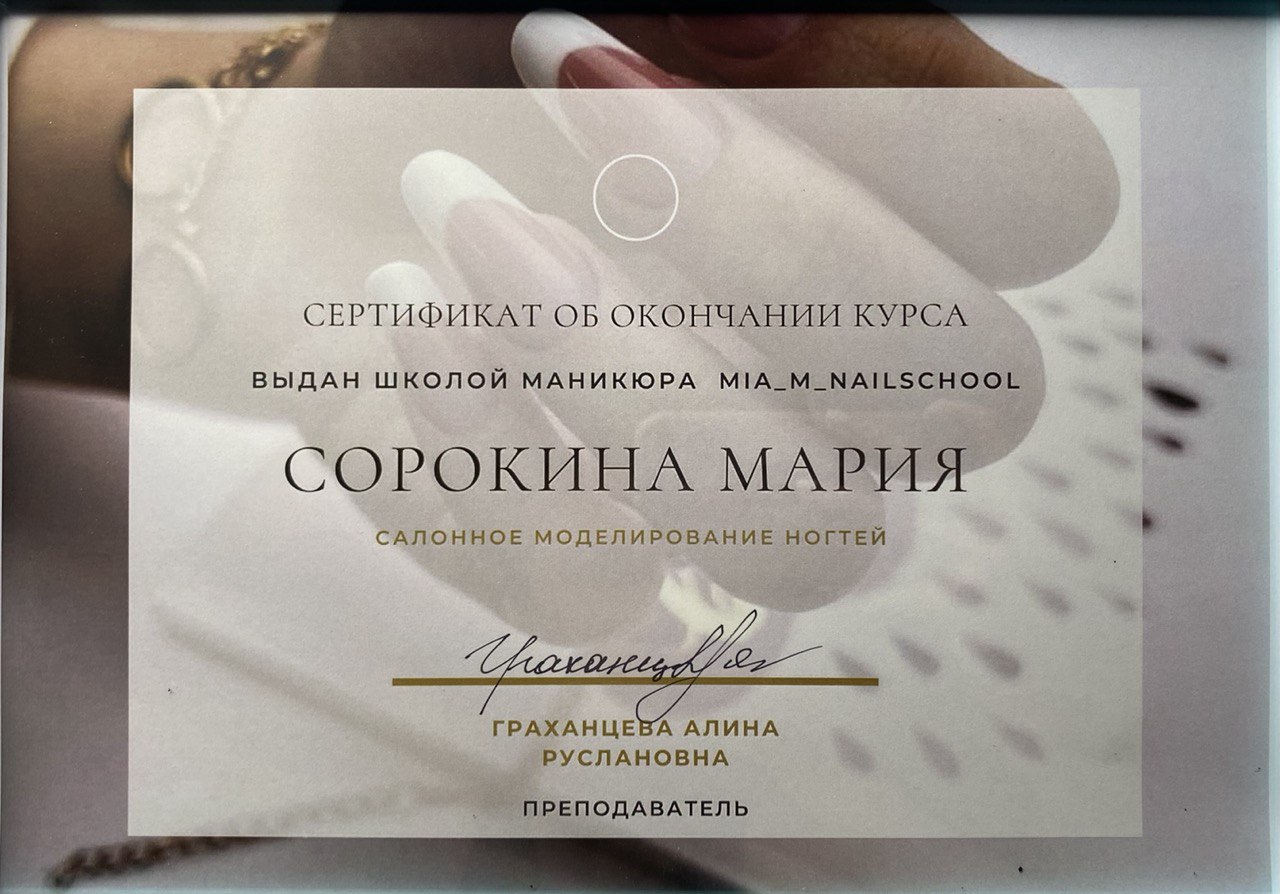 СЕРТИФИКАТ ОБ ОКОНЧАНИИ КУРСА
ВЫДАН ШКОЛОЙ МАНИКЮРА MIA_M_NAILSCHOOL
СОРОКИНА МАРИЯ
САЛОННОЕ МОДЕЛИРОВАНИЕ НОГТЕЙ
Граханцева
ГРАХАНЦЕВА АЛИНА
РУСЛАНОВНА
ПРЕПОДАВАТЕЛЬ